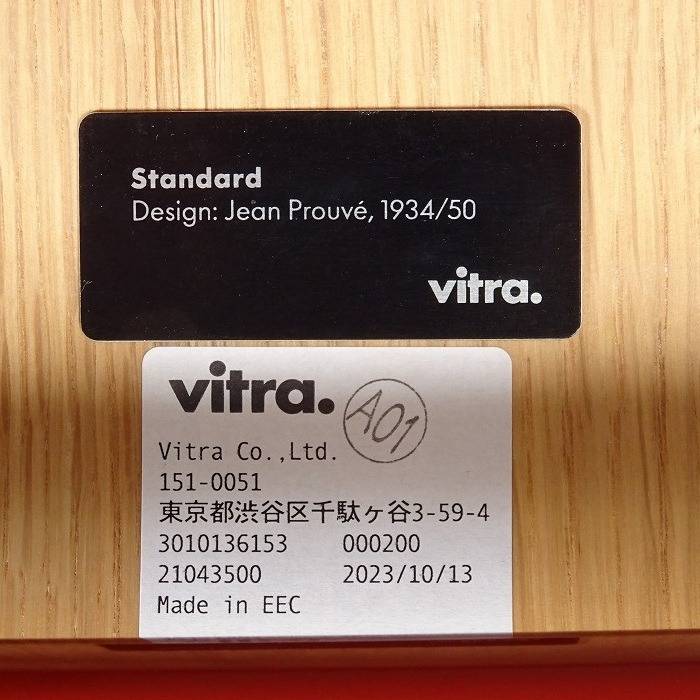 Standard
Design: Jean Prouvé, 1934/50
vitra.
vitra.
A01
Vitra Co.,Ltd.
151-0051
東京都渋谷区千駄ヶ谷3-59-4
3010136153 000200
21043500 2023/10/13
Made in EEC